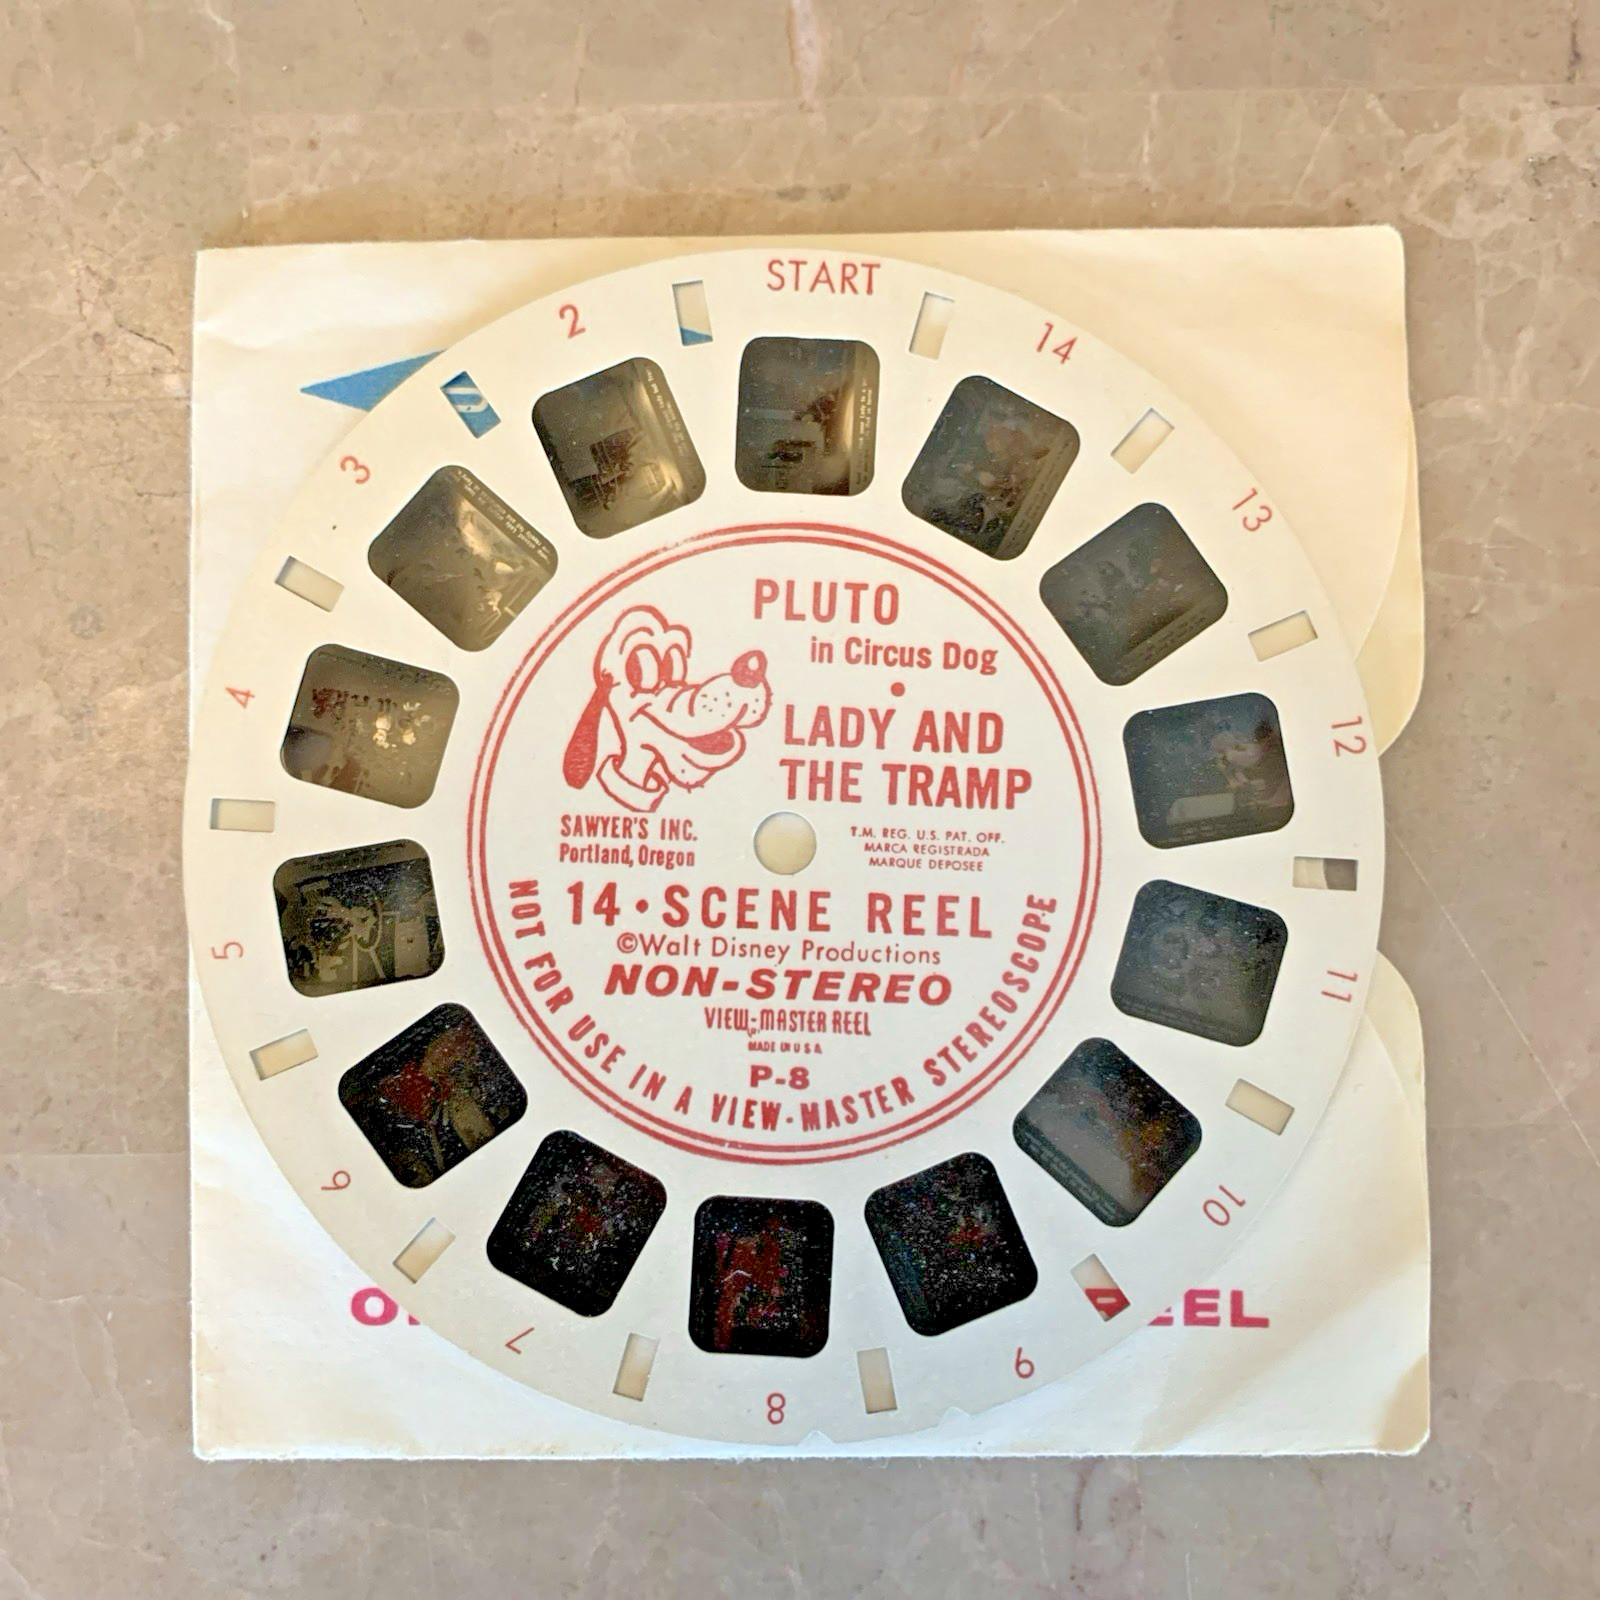 START
2
3
4
5
6
7
8
9
10
11
12
13
14
PLUTO
in Circus Dog
•
LADY AND
THE TRAMP
SAWYER'S INC.
Portland, Oregon
T.M. REG. U.S. PAT. OFF.
MARCA REGISTRADA
MARQUE DEPOSEE
14 • SCENE REEL
©Walt Disney Productions
NON-STEREO
VIEW-MASTER REEL
MADE IN U S A
P-8
NOT FOR USE IN A VIEW-MASTER STEREOSCOPE